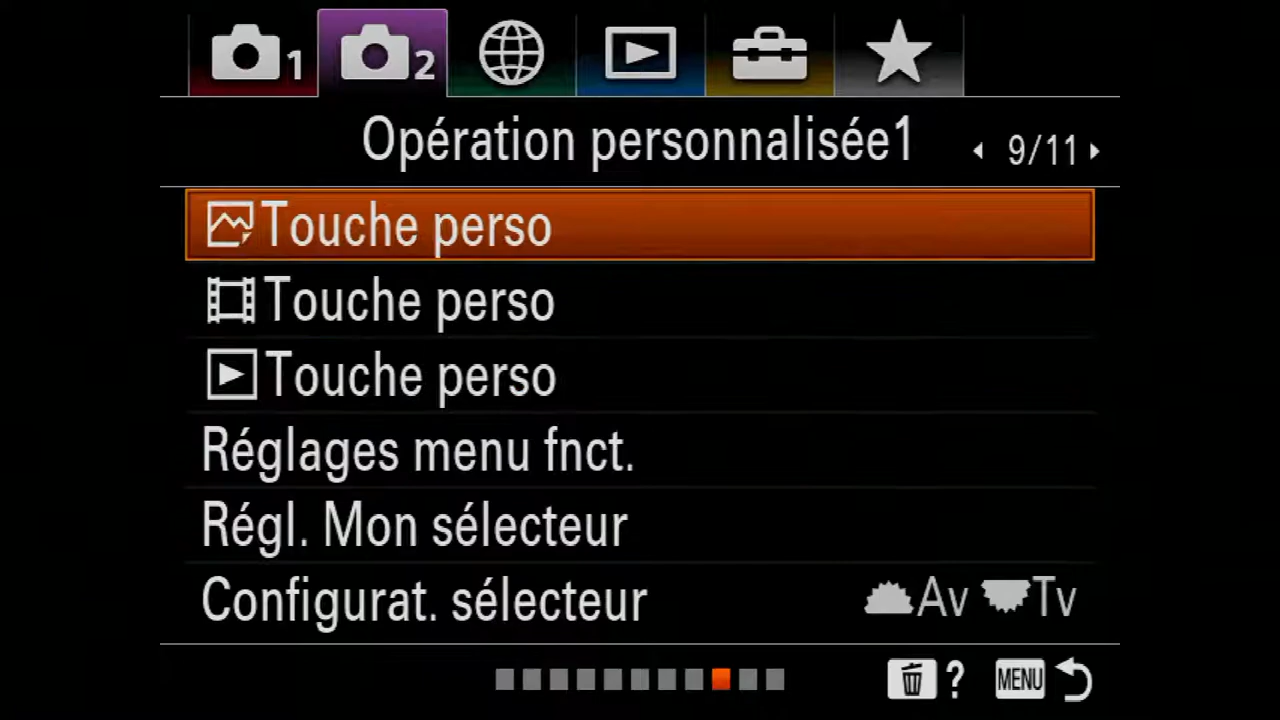 1 2
Opération personnalisée1 9/11
Touche perso
Touche perso
Touche perso
Réglages menu fnct.
Régl. Mon sélecteur
Configurat. sélecteur Av Tv
? MENU